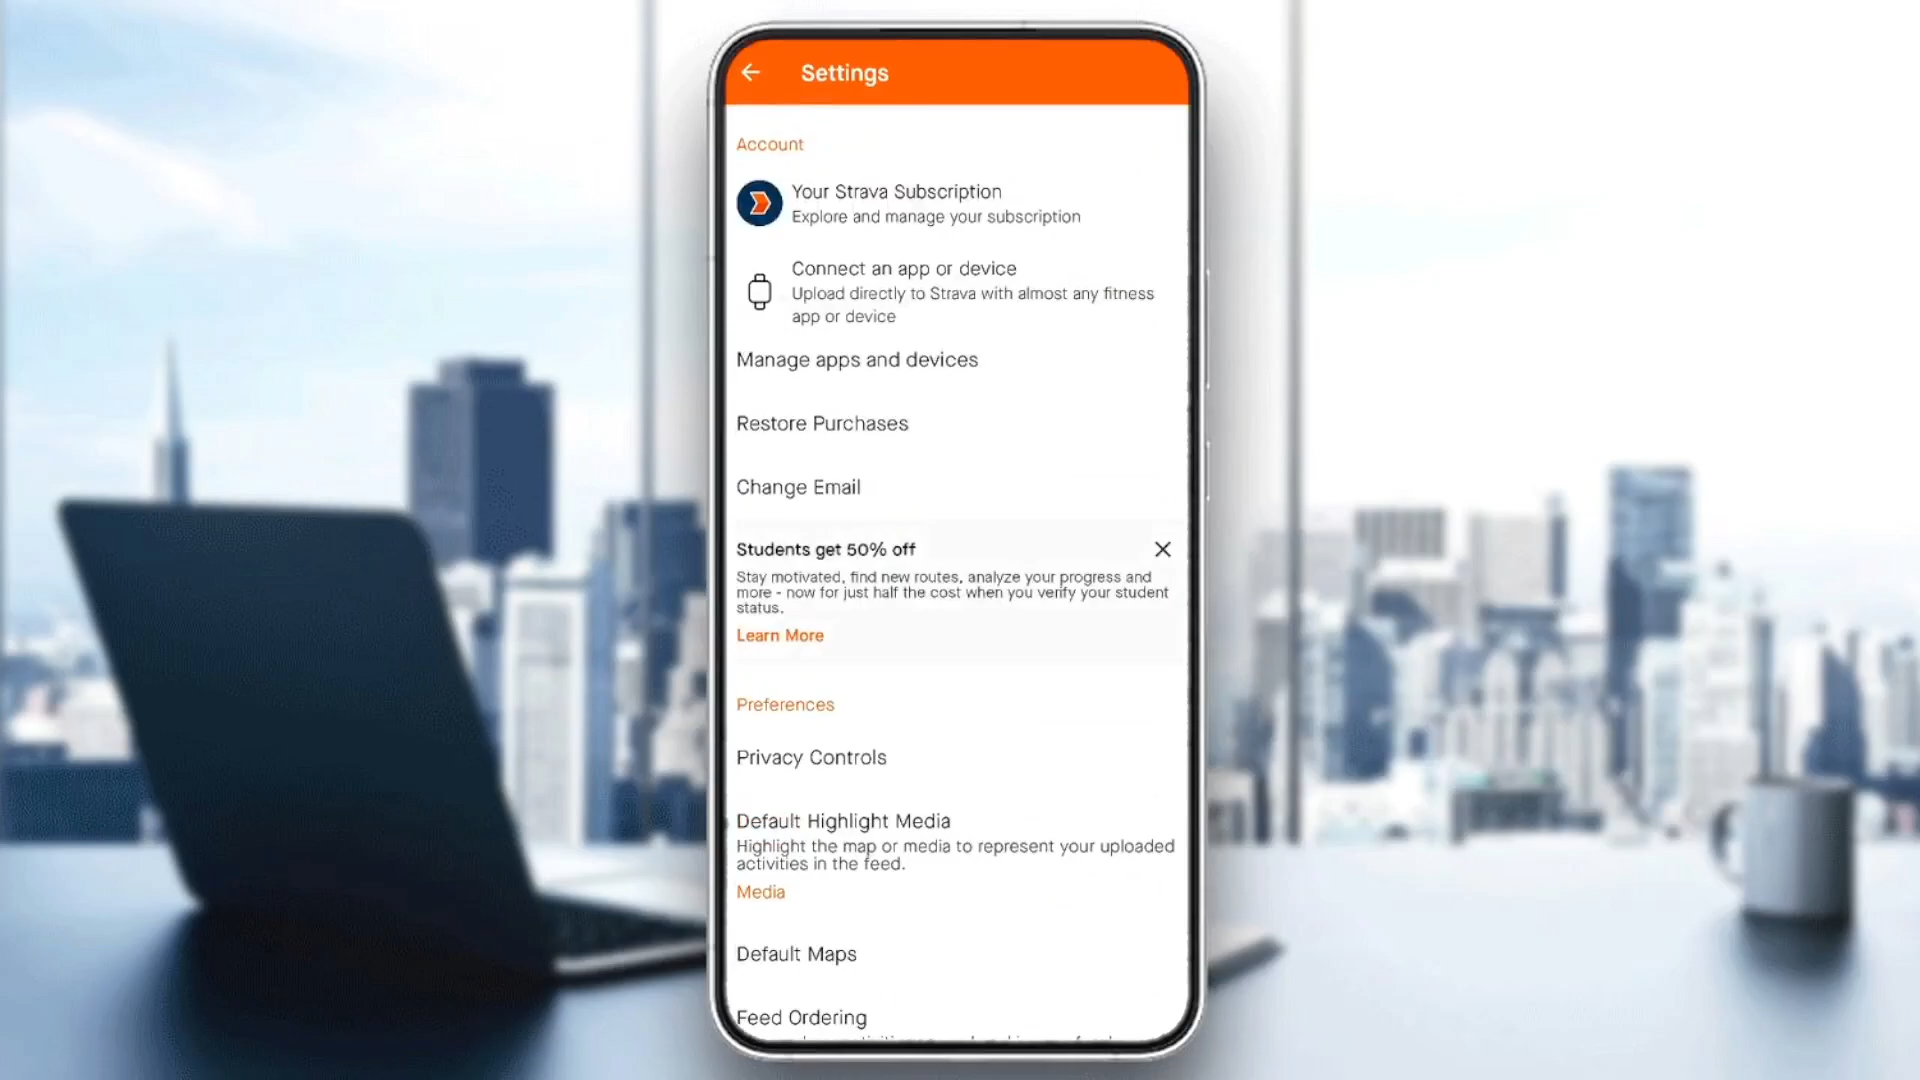 Settings
Account
Your Strava Subscription
Explore and manage your subscription
Connect an app or device
Upload directly to Strava with almost any fitness
app or device
Manage apps and devices
Restore Purchases
Change Email
Students get 50% off
Stay motivated, find new routes, analyze your progress and
more - now for just half the cost when you verify your student
status.
Learn More
Preferences
Privacy Controls
Default Highlight Media
Highlight the map or media to represent your uploaded
activities in the feed.
Media
Default Maps
Feed Ordering